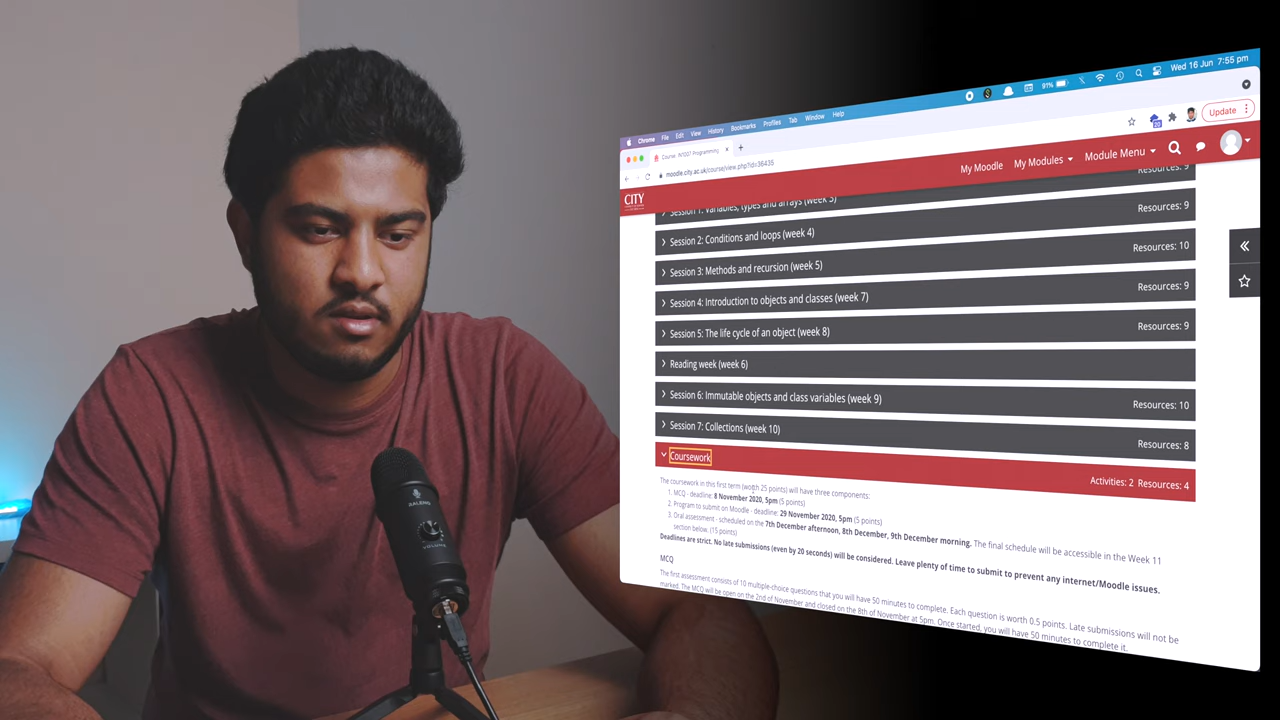 Chrome File Edit View History Bookmarks Profiles Tab Window Help
91%
Wed 16 Jun 7:55 pm
Course: IN1007 Programming
moodle.city.ac.uk/course/view.php?id=36435
Update
CITY
My Moodle
My Modules
Module Menu
Session 1: Variables, types and arrays (week 3)
Resources: 9
Session 2: Conditions and loops (week 4)
Resources: 9
Session 3: Methods and recursion (week 5)
Resources: 10
Session 4: Introduction to objects and classes (week 7)
Resources: 9
Session 5: The life cycle of an object (week 8)
Resources: 9
Reading week (week 6)
Session 6: Immutable objects and class variables (week 9)
Resources: 10
Session 7: Collections (week 10)
Resources: 8
Coursework
Activities: 2 Resources: 4
The coursework in this first term (worth 25 points) will have three components:
1. MCQ - deadline: 8 November 2020, 5pm (5 points)
2. Program to submit on Moodle - deadline: 29 November 2020, 5pm (5 points)
3. Oral assessment - scheduled on the 7th December afternoon, 8th December, 9th December morning. The final schedule will be accessible in the Week 11
section below. (15 points)
Deadlines are strict. No late submissions (even by 20 seconds) will be considered. Leave plenty of time to submit to prevent any internet/Moodle issues.
MCQ
The first assessment consists of 10 multiple-choice questions that you will have 50 minutes to complete. Each question is worth 0.5 points. Late submissions will not be
marked. The MCQ will be open on the 2nd of November and closed on the 8th of November at 5pm. Once started, you will have 50 minutes to complete it.
VOLUME